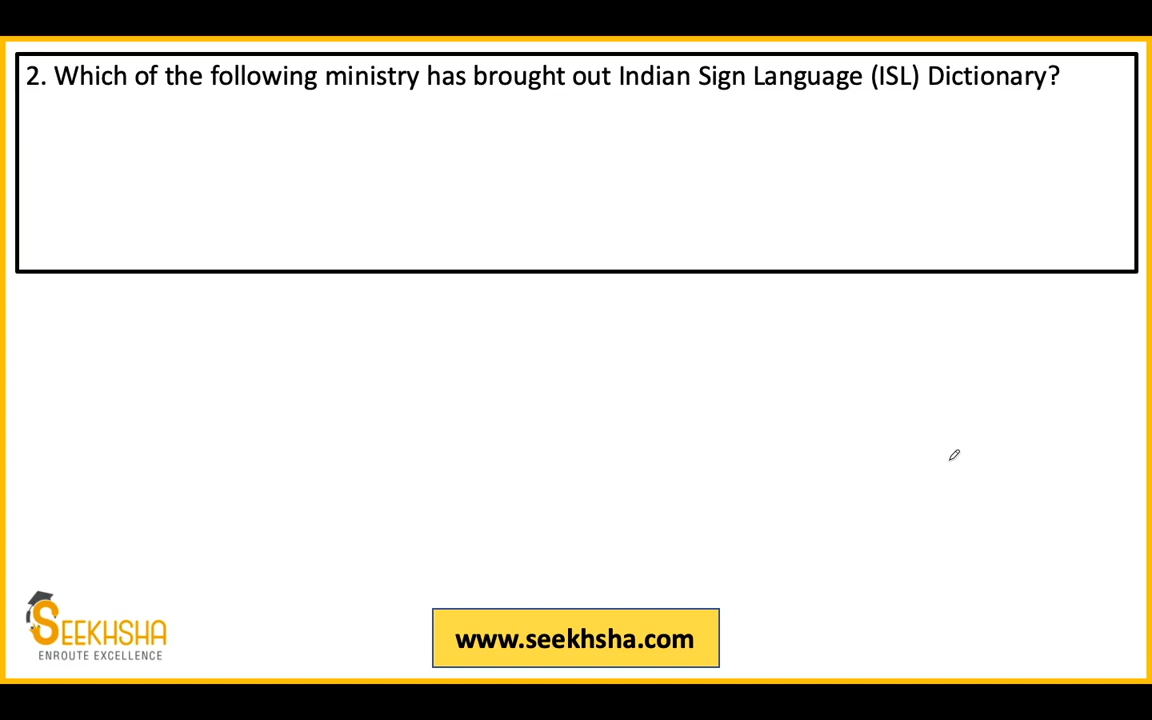 2. Which of the following ministry has brought out Indian Sign Language (ISL) Dictionary?
SEEKHSHA
ENROUTE EXCELLENCE
www.seekhsha.com